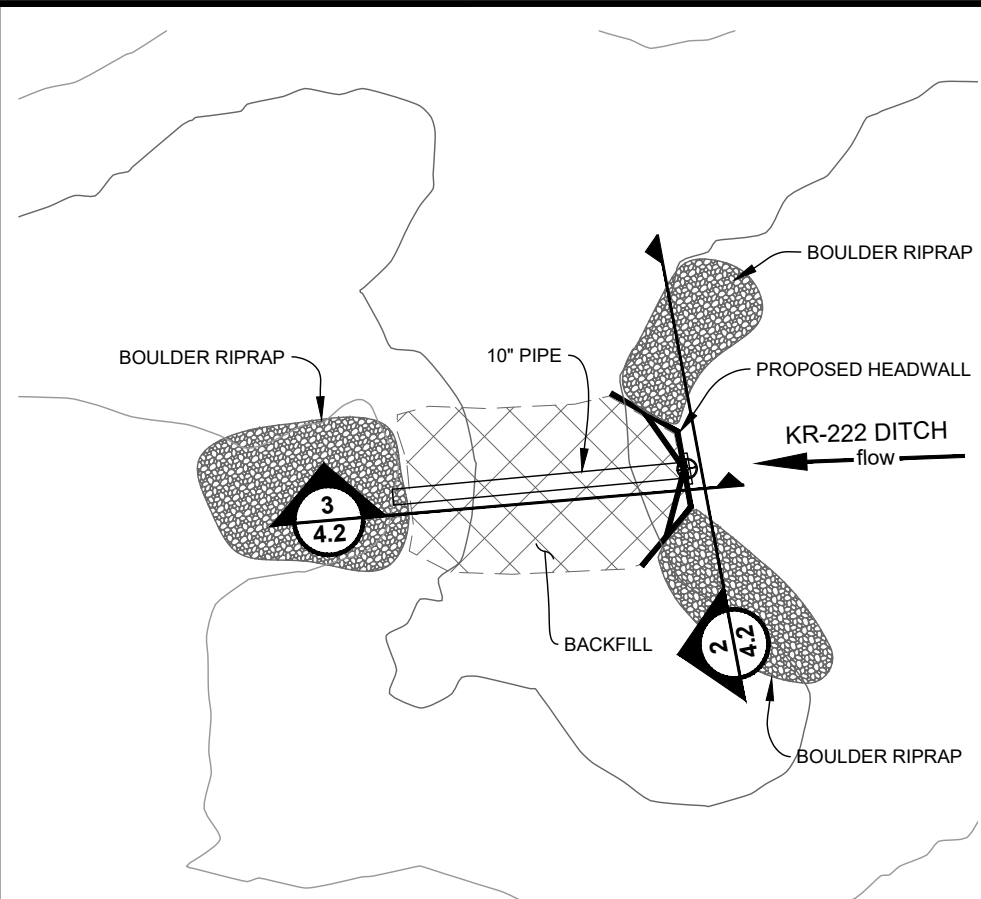 BOULDER RIPRAP
10" PIPE
BOULDER RIPRAP
PROPOSED HEADWALL
KR-222 DITCH
flow
3
4.2
BACKFILL
2
4.2
BOULDER RIPRAP